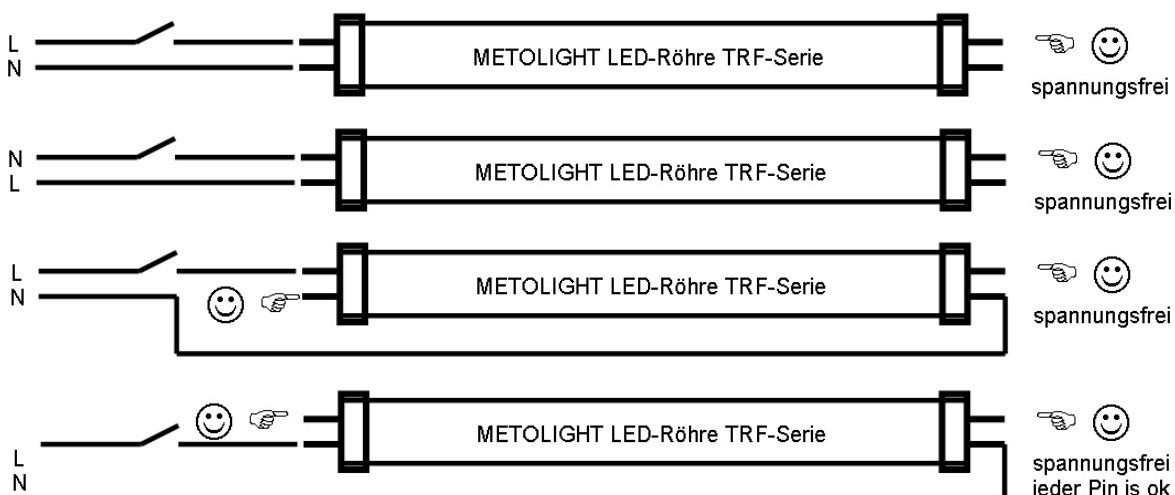 L
N
METOLIGHT LED-Röhre TRF-Serie
spannungsfrei
N
L
METOLIGHT LED-Röhre TRF-Serie
spannungsfrei
L
N
METOLIGHT LED-Röhre TRF-Serie
spannungsfrei
L
N
METOLIGHT LED-Röhre TRF-Serie
spannungsfrei
jeder Pin is ok